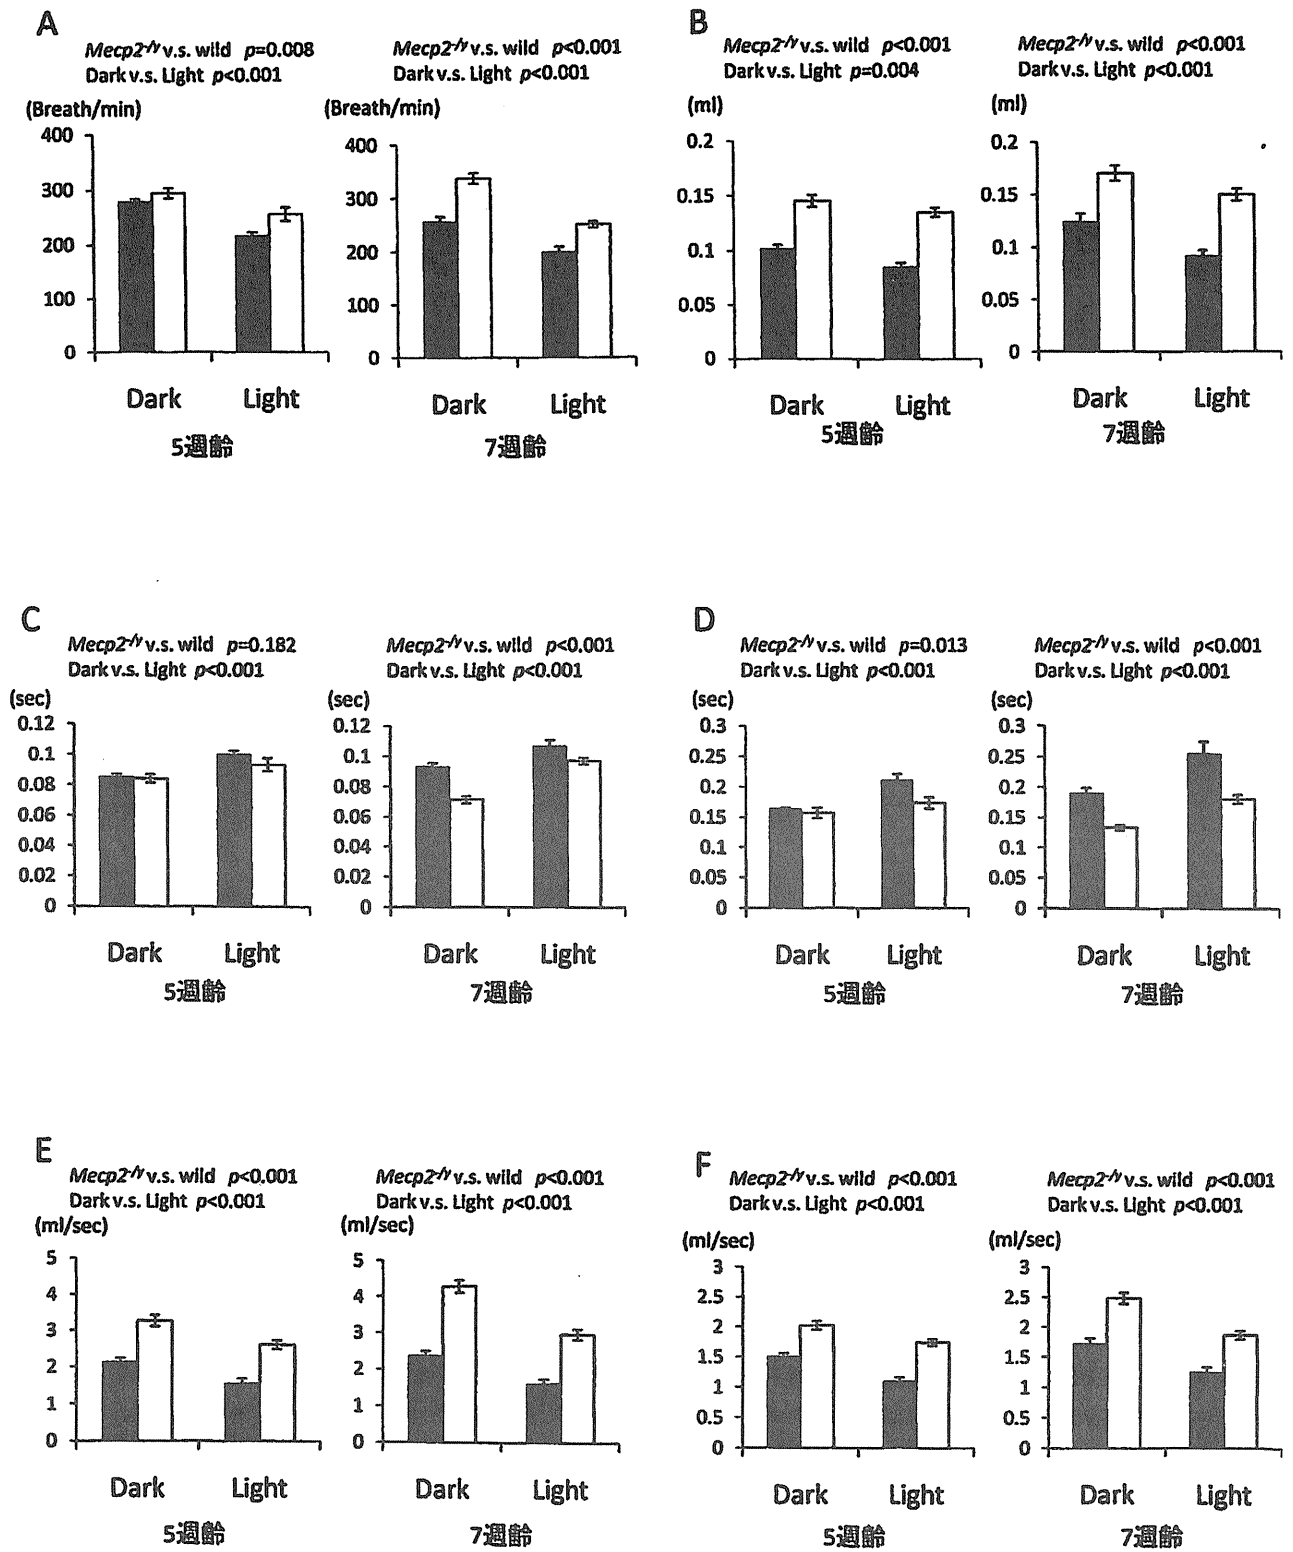 A
Mecp2-/y v.s. wild p=0.008
Dark v.s. Light p<0.001
(Breath/min)
400
300
200
100
0
Dark Light
5週齢
Mecp2-/y v.s. wild p<0.001
Dark v.s. Light p<0.001
(Breath/min)
400
300
200
100
0
Dark Light
7週齢
B
Mecp2-/y v.s. wild p<0.001
Dark v.s. Light p=0.004
(ml)
0.2
0.15
0.1
0.05
0
Dark Light
5週齢
Mecp2-/y v.s. wild p<0.001
Dark v.s. Light p<0.001
(ml)
0.2
0.15
0.1
0.05
0
Dark Light
7週齢
C
Mecp2-/y v.s. wild p=0.182
Dark v.s. Light p<0.001
(sec)
0.12
0.1
0.08
0.06
0.04
0.02
0
Dark Light
5週齢
Mecp2-/y v.s. wild p<0.001
Dark v.s. Light p<0.001
(sec)
0.12
0.1
0.08
0.06
0.04
0.02
0
Dark Light
7週齢
D
Mecp2-/y v.s. wild p=0.013
Dark v.s. Light p<0.001
(sec)
0.3
0.25
0.2
0.15
0.1
0.05
0
Dark Light
5週齢
Mecp2-/y v.s. wild p<0.001
Dark v.s. Light p<0.001
(sec)
0.3
0.25
0.2
0.15
0.1
0.05
0
Dark Light
7週齢
E
Mecp2-/y v.s. wild p<0.001
Dark v.s. Light p<0.001
(ml/sec)
5
4
3
2
1
0
Dark Light
5週齢
Mecp2-/y v.s. wild p<0.001
Dark v.s. Light p<0.001
(ml/sec)
5
4
3
2
1
0
Dark Light
7週齢
F
Mecp2-/y v.s. wild p<0.001
Dark v.s. Light p<0.001
(ml/sec)
3
2.5
2
1.5
1
0.5
0
Dark Light
5週齢
Mecp2-/y v.s. wild p<0.001
Dark v.s. Light p<0.001
(ml/sec)
3
2.5
2
1.5
1
0.5
0
Dark Light
7週齢